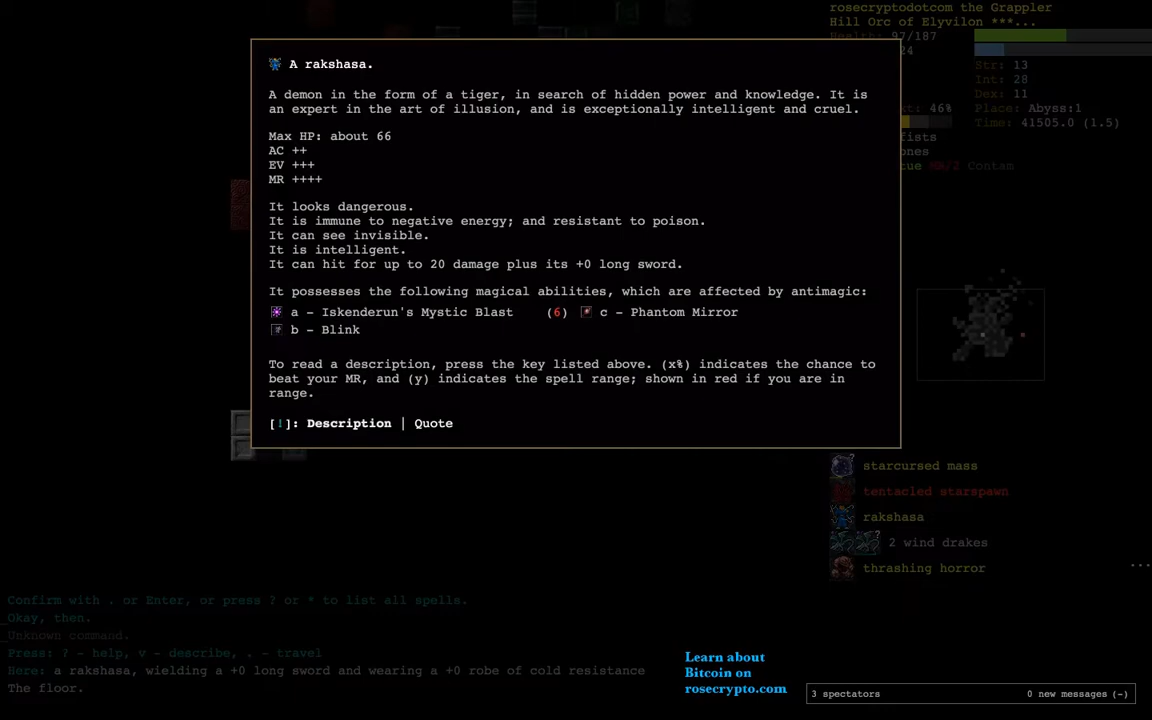 rosecryptodotcom the Grappler
Hill Orc of Elyvilon ***...
Health: 97/187
24
Str: 13
Int: 28
Dex: 11
xt: 46% Place: Abyss:1
Time: 41505.0 (1.5)
fists
ones
Contam
A rakshasa.
A demon in the form of a tiger, in search of hidden power and knowledge. It is
an expert in the art of illusion, and is exceptionally intelligent and cruel.
Max HP: about 66
AC ++
EV +++
MR ++++
It looks dangerous.
It is immune to negative energy; and resistant to poison.
It can see invisible.
It is intelligent.
It can hit for up to 20 damage plus its +0 long sword.
It possesses the following magical abilities, which are affected by antimagic:
a - Iskenderun's Mystic Blast (6) c - Phantom Mirror
b - Blink
To read a description, press the key listed above. (x%) indicates the chance to
beat your MR, and (y) indicates the spell range; shown in red if you are in
range.
[!]: Description | Quote
starcursed mass
tentacled starspawn
rakshasa
2 wind drakes
thrashing horror
Confirm with . or Enter, or press ? or * to list all spells.
_Okay, then.
_Unknown command.
Press: ? - help, v - describe, . - travel
Here: a rakshasa, wielding a +0 long sword and wearing a +0 robe of cold resistance
The floor.
Learn about
Bitcoin on
rosecrypto.com
3 spectators 0 new messages (-)